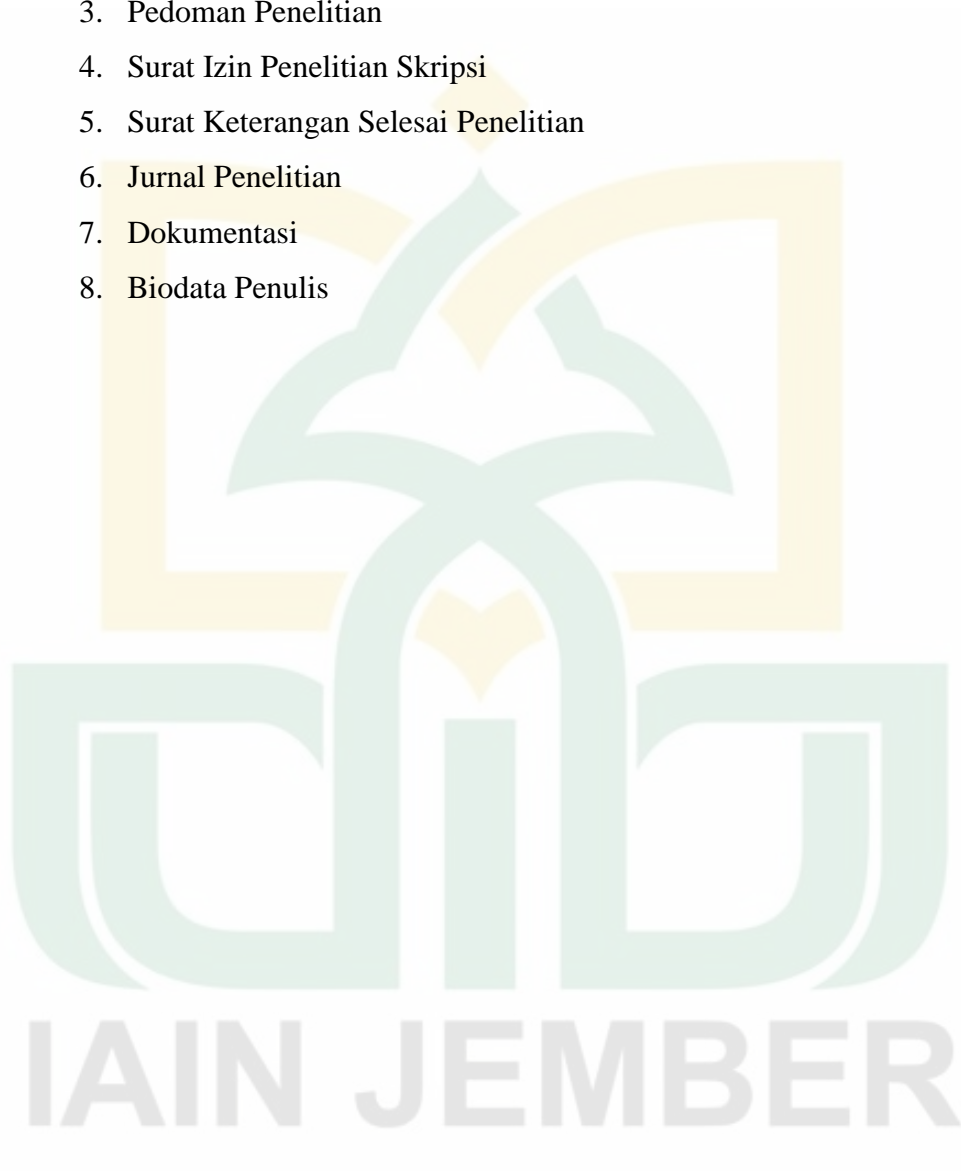 3. Pedoman Penelitian
4. Surat Izin Penelitian Skripsi
5. Surat Keterangan Selesai Penelitian
6. Jurnal Penelitian
7. Dokumentasi
8. Biodata Penulis
IAIN JEMBER